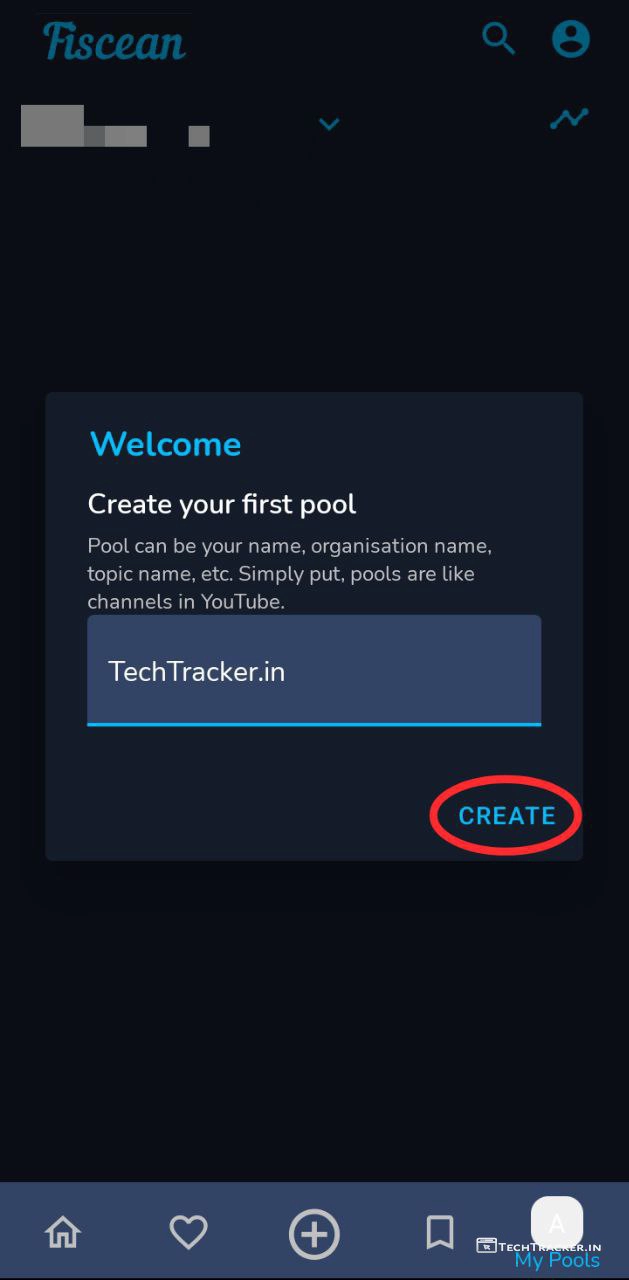 Fiscean
Welcome
Create your first pool
Pool can be your name, organisation name,
topic name, etc. Simply put, pools are like
channels in YouTube.
TechTracker.in
CREATE
A
TECHTRACKER.IN
My Pools